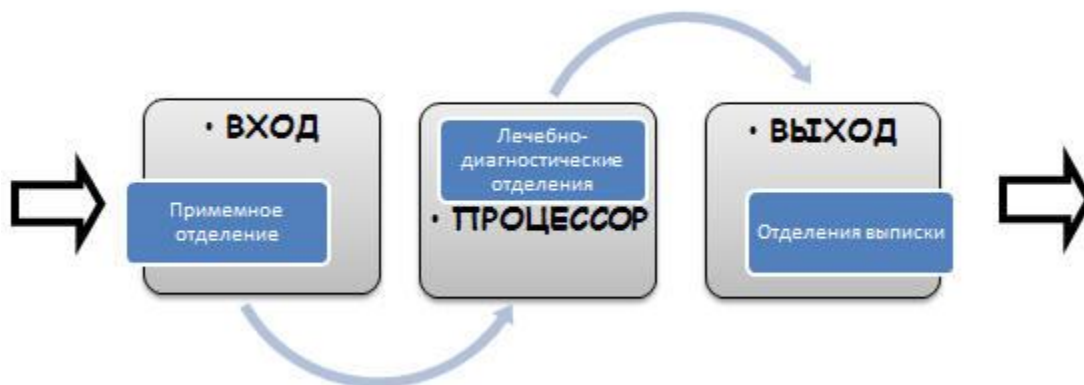 • ВХОД
Примемное
отделение
Лечебно-
диагностические
отделения
• ПРОЦЕССОР
• ВЫХОД
Отделения выписки